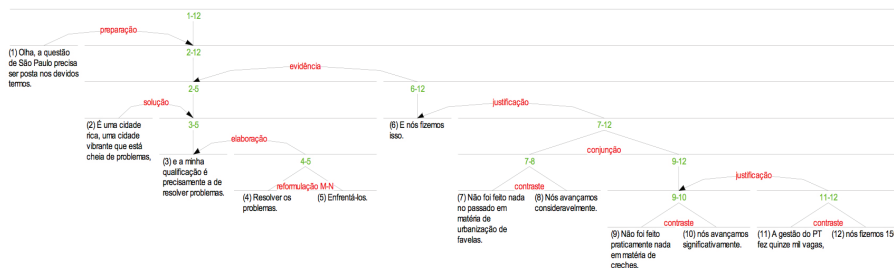 1-12
preparação
(1) Olha, a questão
de São Paulo precisa
ser posta nos devidos
termos.
2-12
evidência
2-5
6-12
solução
justificação
(2) É uma cidade
rica, uma cidade
vibrante que está
cheia de problemas,
3-5
(6) E nós fizemos
isso.
7-12
elaboração
conjunção
(3) e a minha
qualificação é
precisamente a de
resolver problemas.
4-5
7-8
9-12
reformulação M-N
contraste
justificação
(4) Resolver os
problemas.
(5) Enfrentá-los.
(7) Não foi feito nada
no passado em
matéria de
urbanização de
favelas.
(8) Nós avançamos
consideravelmente.
9-10
11-12
contraste
contraste
(9) Não foi feito
praticamente nada
em matéria de
creches,
(10) nós avançamos
significativamente.
(11) A gestão do PT
fez quinze mil vagas,
(12) nós fizemos 150